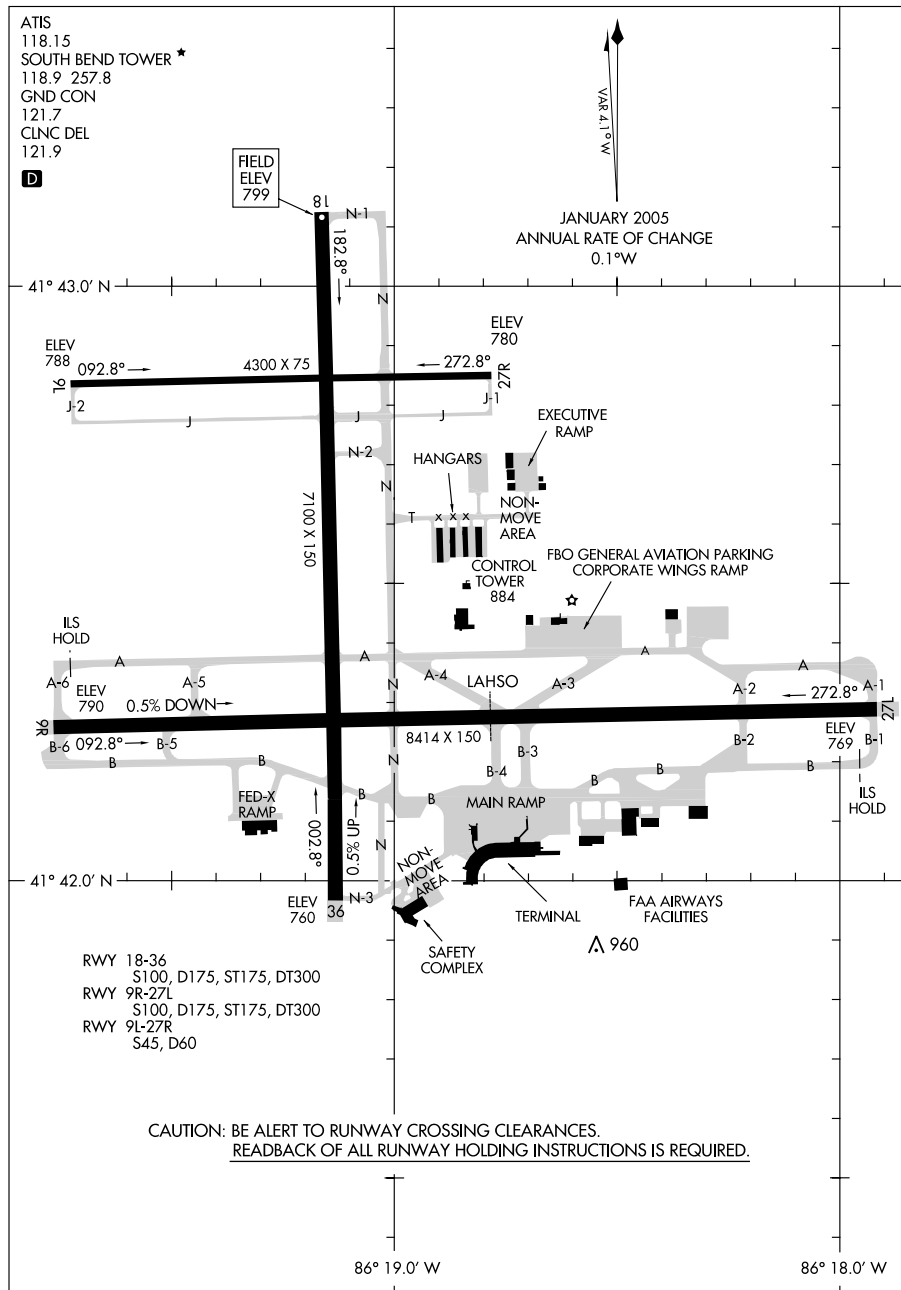 ATIS
118.15
SOUTH BEND TOWER ★
118.9 257.8
GND CON
121.7
CLNC DEL
121.9
D
VAR 4.1° W
JANUARY 2005
ANNUAL RATE OF CHANGE
0.1°W
FIELD
ELEV
799
18
N-1
182.8°
N
41° 43.0' N
ELEV
788
092.8°
4300 X 75
272.8°
ELEV
780
9L
27R
J-2
J
J
J
J-1
N-2
N
7100 X 150
HANGARS
EXECUTIVE
RAMP
T
x x x
NON-
MOVE
AREA
CONTROL
TOWER
884
FBO GENERAL AVIATION PARKING
CORPORATE WINGS RAMP
ILS
HOLD
A
A
A
A
A-6
A-5
A-4
A-3
A-2
A-1
ELEV
790
0.5% DOWN
N
LAHSO
272.8°
9R
27L
092.8°
8414 X 150
ELEV
769
B-6
B-5
B-4
B-3
B-2
B-1
B
B
N
B
B
B
B
B
ILS
HOLD
FED-X
RAMP
002.8°
0.5% UP
N
MAIN RAMP
NON-
MOVE
AREA
41° 42.0' N
ELEV
760
36
N-3
TERMINAL
FAA AIRWAYS
FACILITIES
SAFETY
COMPLEX
960
RWY 18-36
S100, D175, ST175, DT300
RWY 9R-27L
S100, D175, ST175, DT300
RWY 9L-27R
S45, D60
CAUTION: BE ALERT TO RUNWAY CROSSING CLEARANCES.
READBACK OF ALL RUNWAY HOLDING INSTRUCTIONS IS REQUIRED.
86° 19.0' W
86° 18.0' W